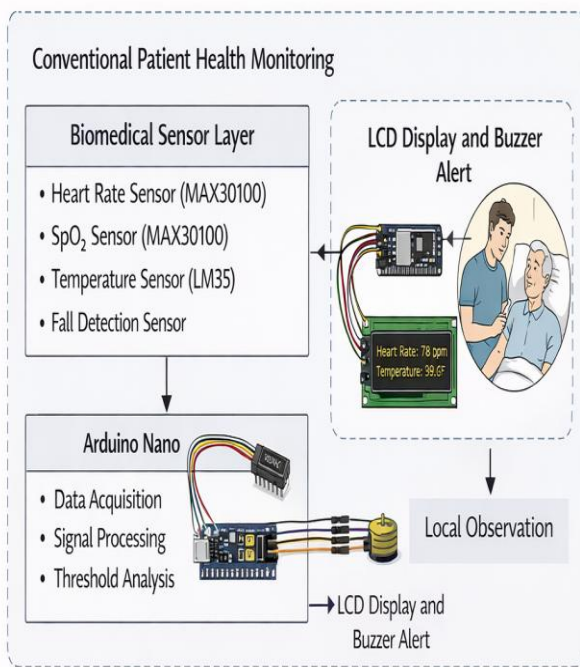 Conventional Patient Health Monitoring
Biomedical Sensor Layer
• Heart Rate Sensor (MAX30100)
• SpO₂ Sensor (MAX30100)
• Temperature Sensor (LM35)
• Fall Detection Sensor
LCD Display and Buzzer
Alert
Heart Rate: 78 ppm
Temperature: 39.GF
Arduino Nano
• Data Acquisition
• Signal Processing
• Threshold Analysis
Local Observation
LCD Display and
Buzzer Alert